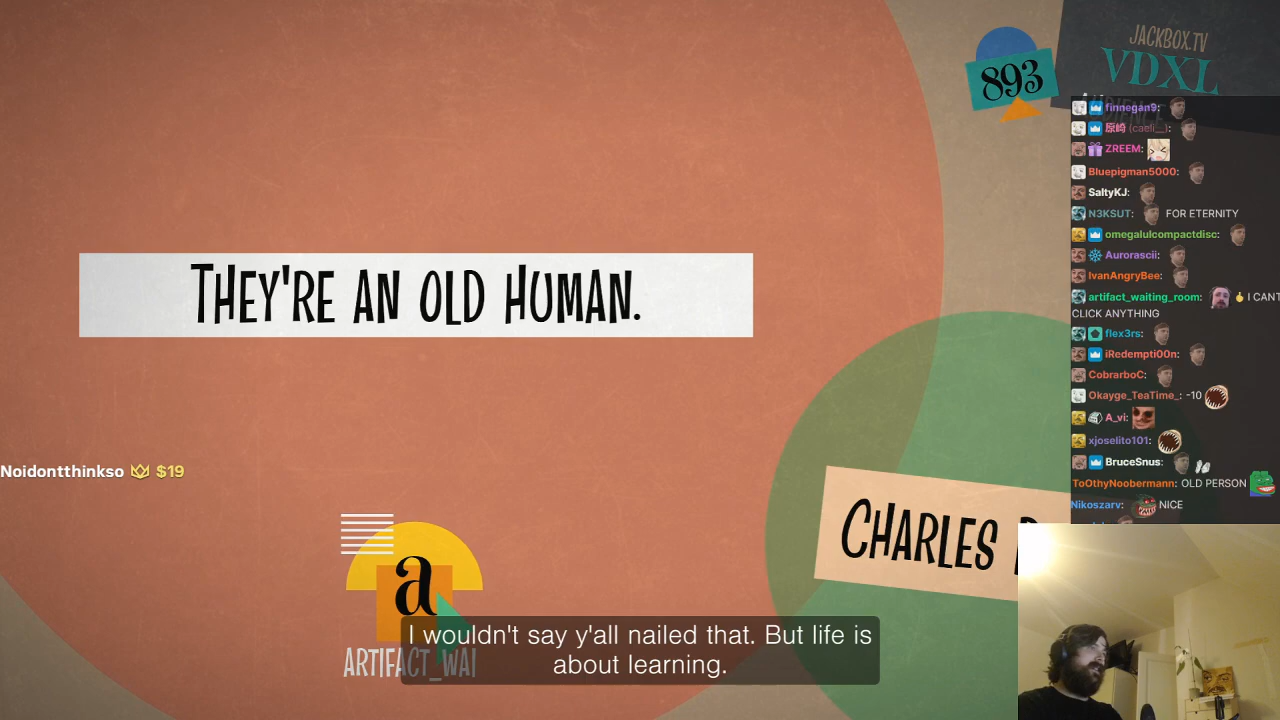 JACKBOX.TV
VDXL
893
THEY'RE AN OLD HUMAN.
Noidontthinkso $19
a
ARTIFACT_WAI
CHARLES
I wouldn't say y'all nailed that. But life is
about learning.
finnegan9:
ZREEM:
Bluepigman5000:
SaltyKJ:
N3KSUT: FOR ETERNITY
omegalulcompactdisc:
Aurorascii:
IvanAngryBee:
artifact_waiting_room: I CANT
CLICK ANYTHING
flex3rs:
iRedempti00n:
CobrarboC:
Okayge_TeaTime_: -10
A_vi:
xjoselito101:
BruceSnus:
ToOthyNoobermann: OLD PERSON
Nikoszarv: NICE